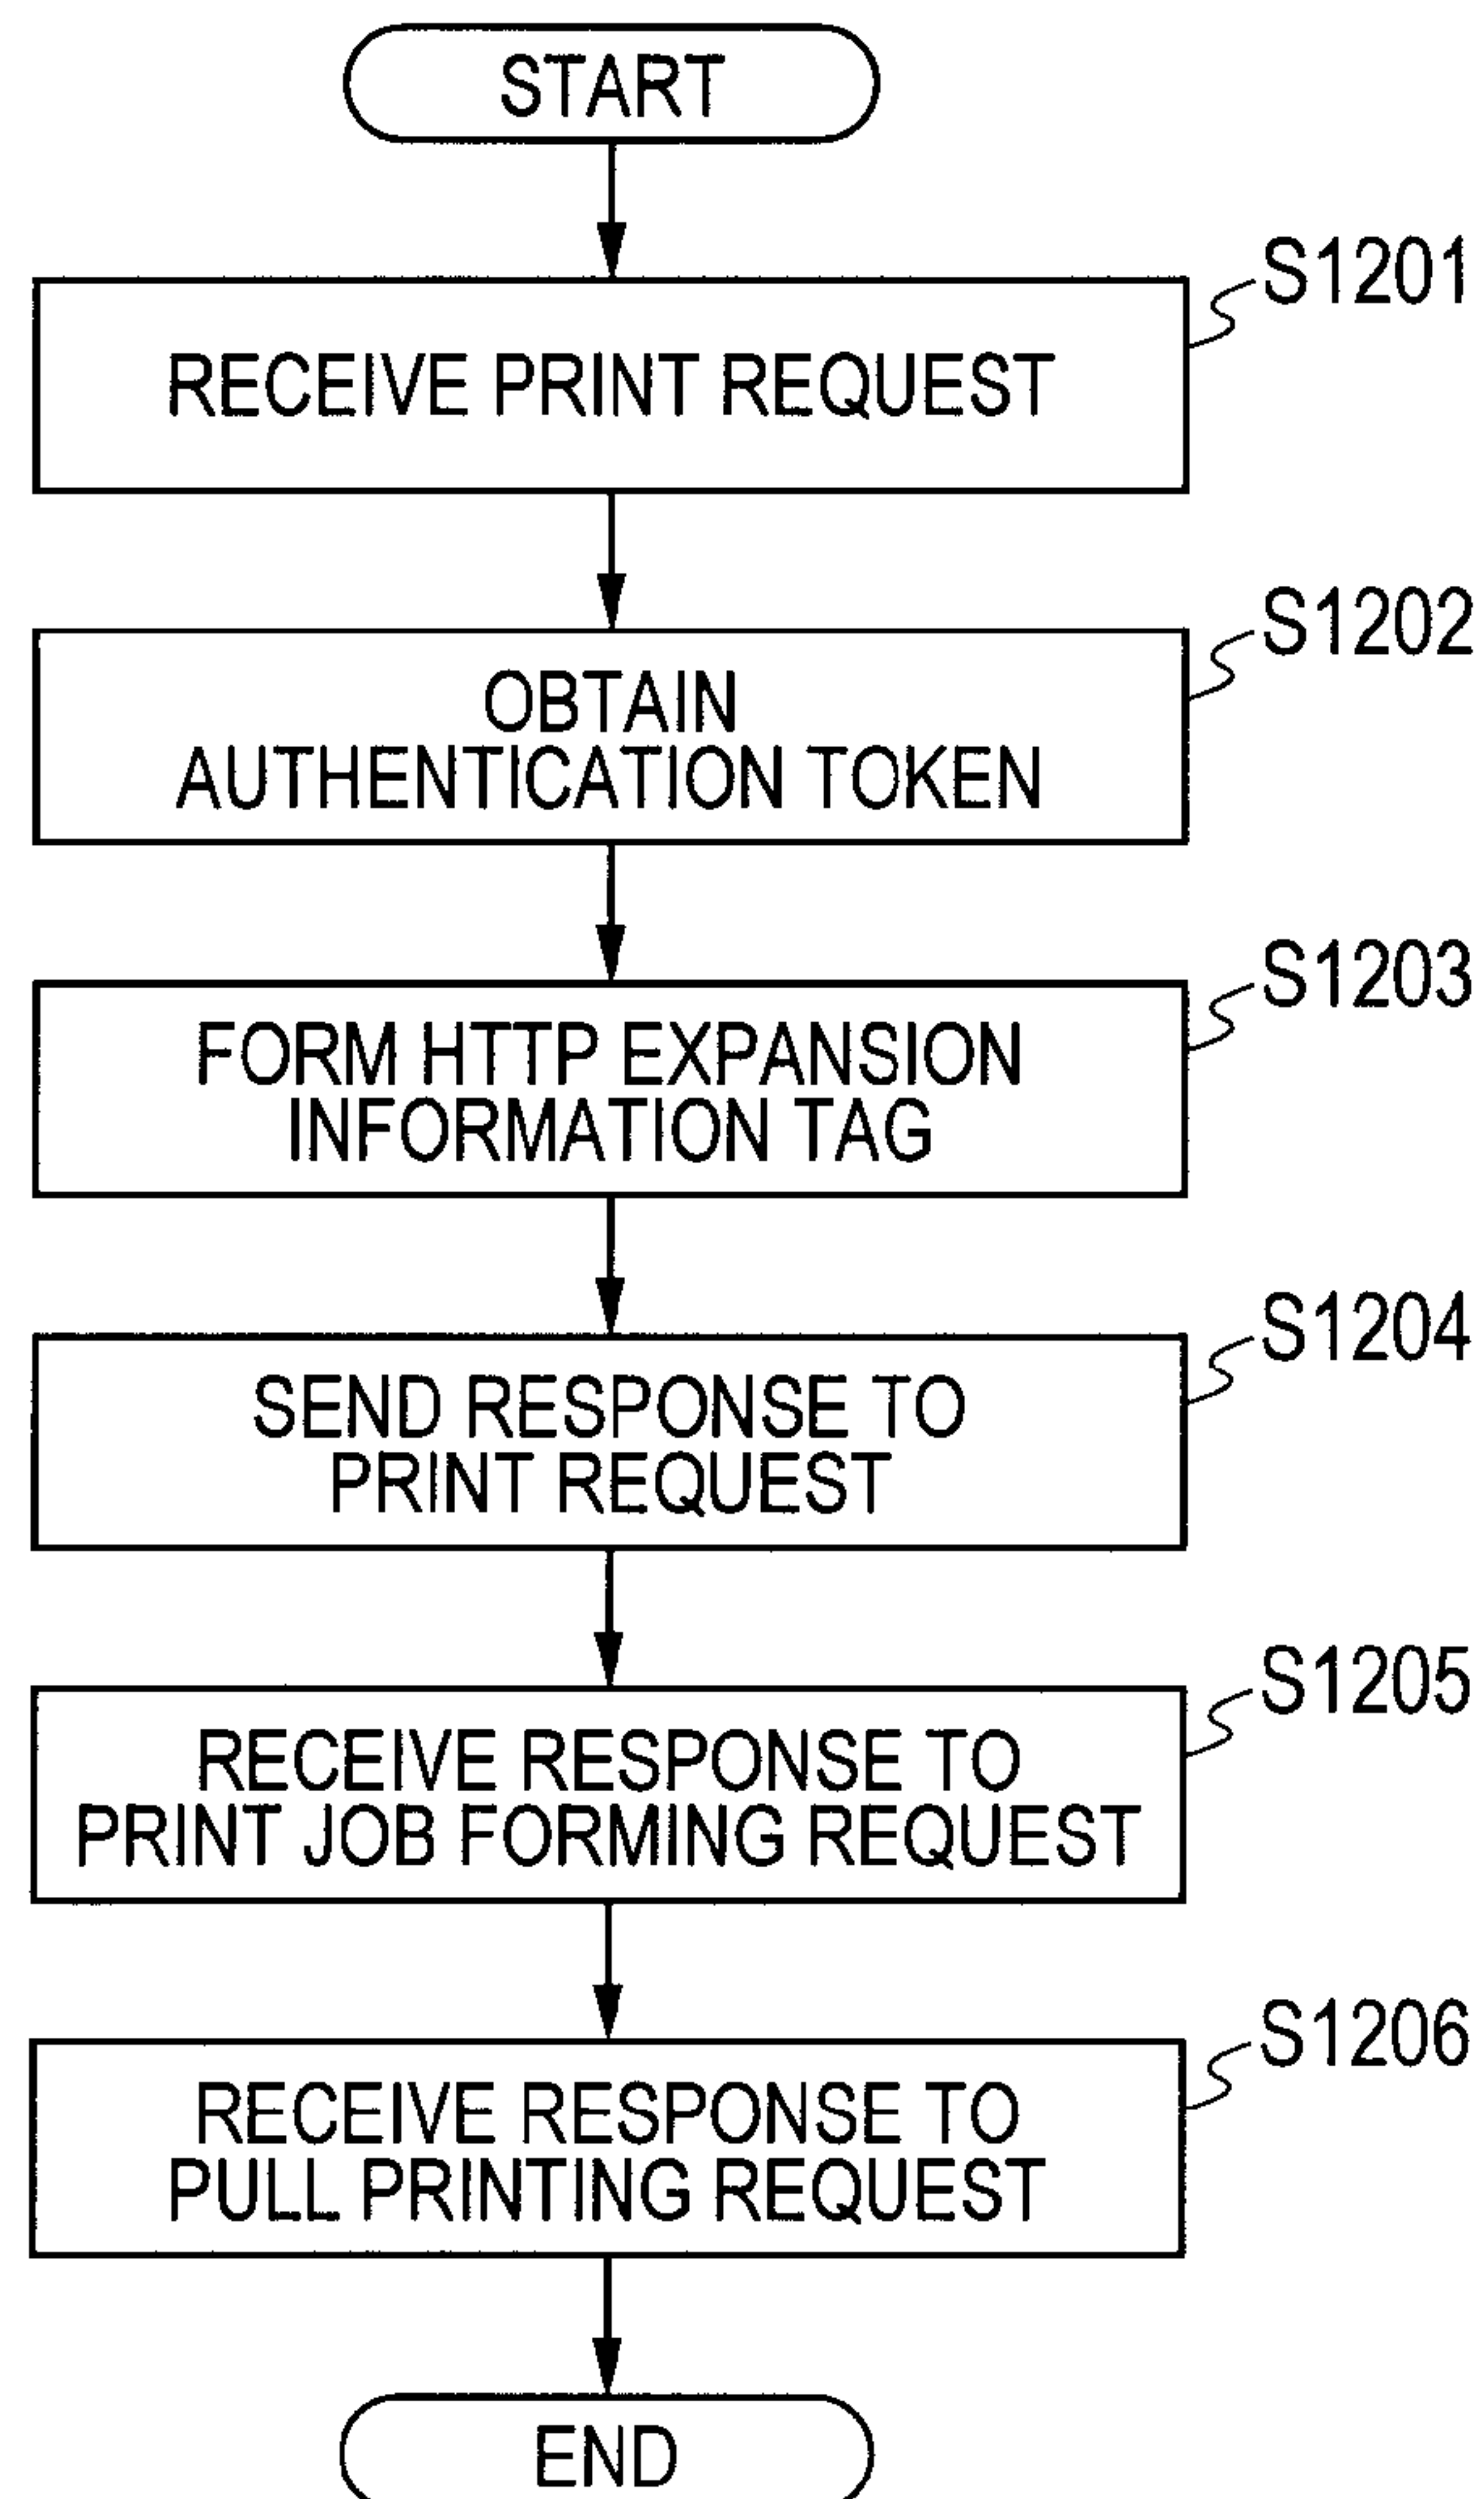 START
S1201
RECEIVE PRINT REQUEST
S1202
OBTAIN
AUTHENTICATION TOKEN
S1203
FORM HTTP EXPANSION
INFORMATION TAG
S1204
SEND RESPONSE TO
PRINT REQUEST
S1205
RECEIVE RESPONSE TO
PRINT JOB FORMING REQUEST
S1206
RECEIVE RESPONSE TO
PULL PRINTING REQUEST
END